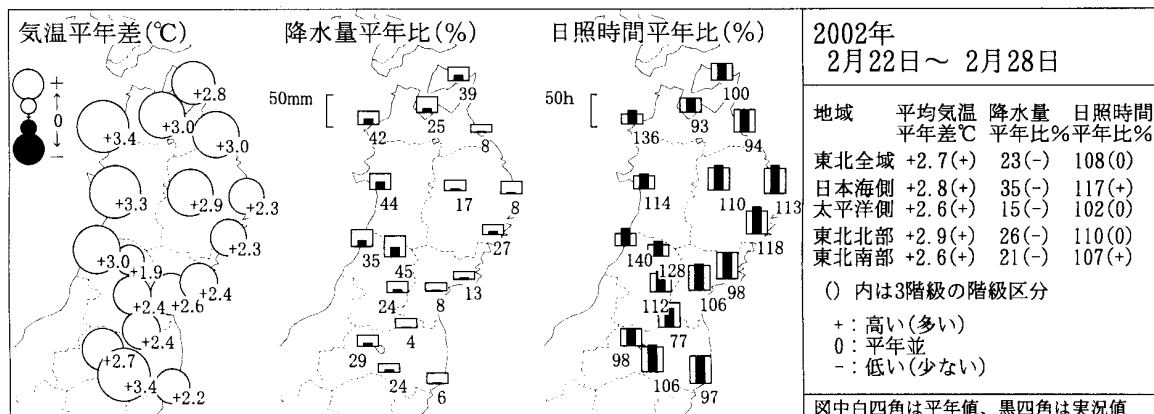 気温平年差(℃)
+
↑
0
↓
−
+2.8
+3.0
+3.4
+3.0
+3.3
+2.9
+2.3
+2.3
+3.0
+1.9
+2.4
+2.6
+2.4
+2.4
+2.7
+3.4
+2.2
降水量平年比(%)
50mm
39
25
42
8
44
17
8
27
35
45
13
24
8
4
29
24
6
日照時間平年比(%)
50h
100
93
136
94
114
110
113
118
140
128
98
112
106
77
98
106
97
2002年
2月22日～ 2月28日
地域 平均気温 降水量 日照時間
平年差℃ 平年比% 平年比%
東北全域 +2.7(+) 23(-) 108(0)
日本海側 +2.8(+) 35(-) 117(+)
太平洋側 +2.6(+) 15(-) 102(0)
東北北部 +2.9(+) 26(-) 110(0)
東北南部 +2.6(+) 21(-) 107(+)
() 内は3階級の階級区分
+：高い(多い)
0：平年並
-：低い(少ない)
図中白四角は平年値、黒四角は実況値